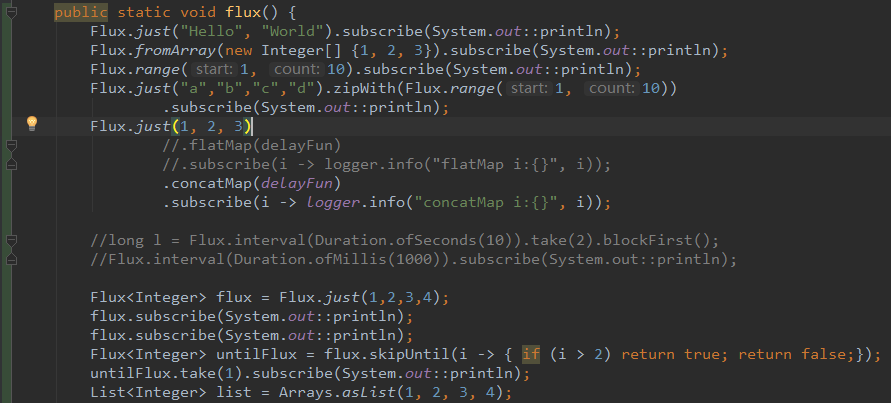 public static void flux() {
Flux.just("Hello", "World").subscribe(System.out::println);
Flux.fromArray(new Integer[] {1, 2, 3}).subscribe(System.out::println);
Flux.range( start: 1, count: 10).subscribe(System.out::println);
Flux.just("a","b","c","d").zipWith(Flux.range( start: 1, count: 10))
.subscribe(System.out::println);
Flux.just(1, 2, 3)
//.flatMap(delayFun)
//.subscribe(i -> logger.info("flatMap i:{}", i));
.concatMap(delayFun)
.subscribe(i -> logger.info("concatMap i:{}", i));
//long l = Flux.interval(Duration.ofSeconds(10)).take(2).blockFirst();
//Flux.interval(Duration.ofMillis(1000)).subscribe(System.out::println);
Flux<Integer> flux = Flux.just(1,2,3,4);
flux.subscribe(System.out::println);
flux.subscribe(System.out::println);
Flux<Integer> untilFlux = flux.skipUntil(i -> { if (i > 2) return true; return false;});
untilFlux.take(1).subscribe(System.out::println);
List<Integer> list = Arrays.asList(1, 2, 3, 4);